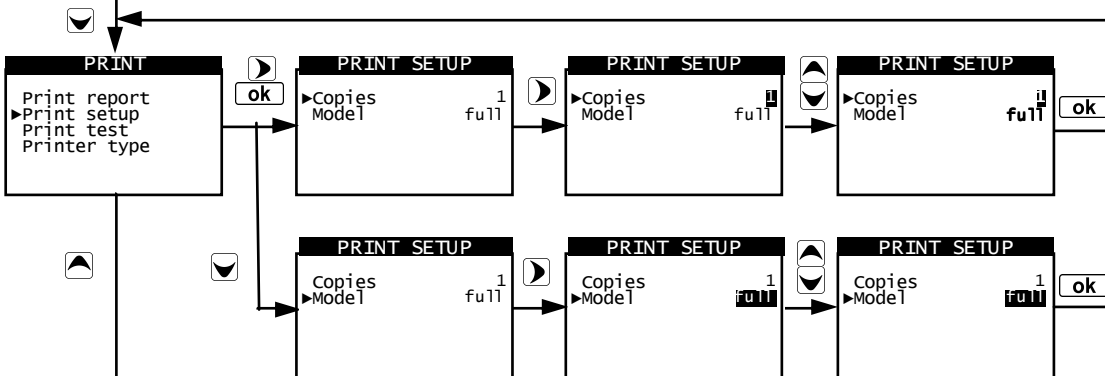 PRINT
Print report
▶Print setup
Print test
Printer type
ok
PRINT SETUP
▶Copies 1
Model full
PRINT SETUP
▶Copies 1
Model full
PRINT SETUP
▶Copies
Model full
ok
PRINT SETUP
Copies 1
▶Model full
PRINT SETUP
Copies 1
▶Model full
PRINT SETUP
Copies 1
▶Model full
ok